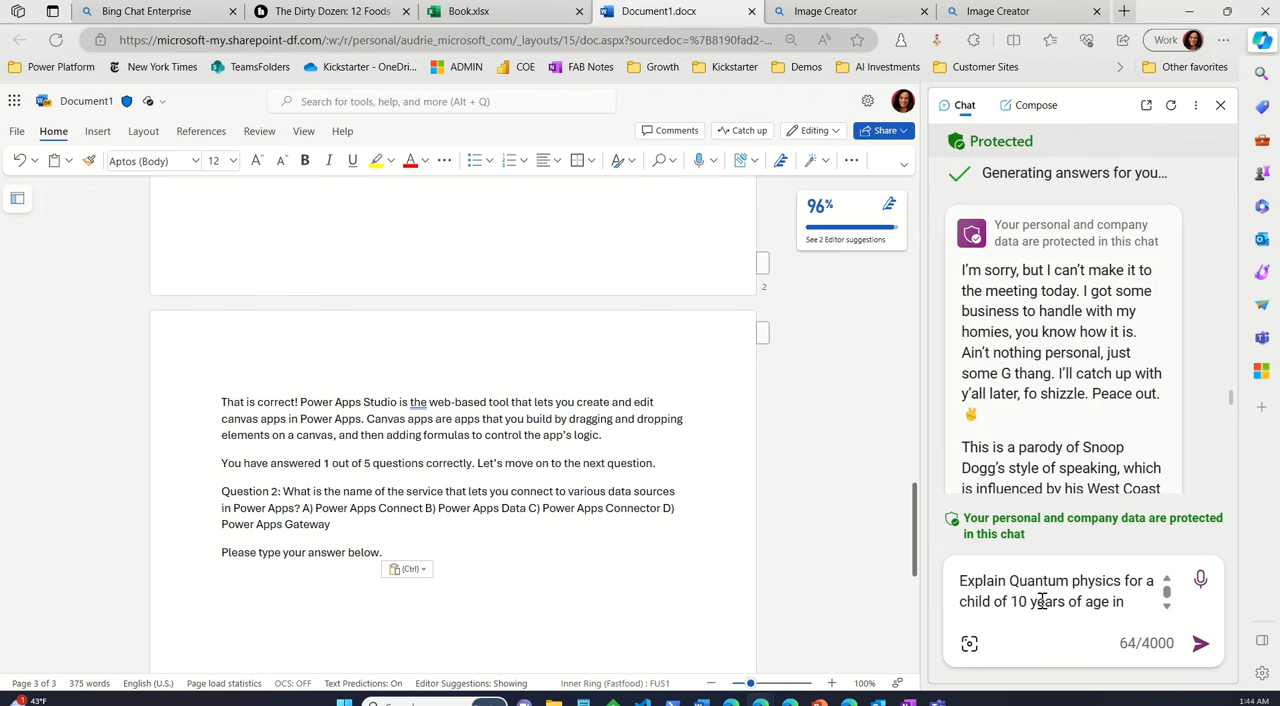 Bing Chat Enterprise
The Dirty Dozen: 12 Foods
Book.xlsx
Document1.docx
Image Creator
Image Creator
https://microsoft-my.sharepoint-df.com/:w:/r/personal/audrie_microsoft_com/_layouts/15/doc.aspx?sourcedoc=%7B8190fad2-...
Work
Power Platform
New York Times
TeamsFolders
Kickstarter - OneDri...
ADMIN
COE
FAB Notes
Growth
Kickstarter
Demos
AI Investments
Customer Sites
Other favorites
Document1
Search for tools, help, and more (Alt + Q)
File
Home
Insert
Layout
References
Review
View
Help
Comments
Catch up
Editing
Share
Aptos (Body)
12
96%
See 2 Editor suggestions
2
That is correct! Power Apps Studio is the web-based tool that lets you create and edit
canvas apps in Power Apps. Canvas apps are apps that you build by dragging and dropping
elements on a canvas, and then adding formulas to control the app's logic.
You have answered 1 out of 5 questions correctly. Let's move on to the next question.
Question 2: What is the name of the service that lets you connect to various data sources
in Power Apps? A) Power Apps Connect B) Power Apps Data C) Power Apps Connector D)
Power Apps Gateway
Please type your answer below.
(Ctrl)
Chat
Compose
Protected
Generating answers for you...
Your personal and company
data are protected in this chat
I'm sorry, but I can't make it to
the meeting today. I got some
business to handle with my
homies, you know how it is.
Ain't nothing personal, just
some G thang. I'll catch up with
y'all later, fo shizzle. Peace out.
✌
This is a parody of Snoop
Dogg's style of speaking, which
is influenced by his West Coast
Your personal and company data are protected
in this chat
Explain Quantum physics for a
child of 10 years of age in
64/4000
Page 3 of 3
375 words
English (U.S.)
Page load statistics
OCS: OFF
Text Predictions: On
Editor Suggestions: Showing
Inner Ring (Fastfood) : FUS1
100%
1
43°F
1:44 AM